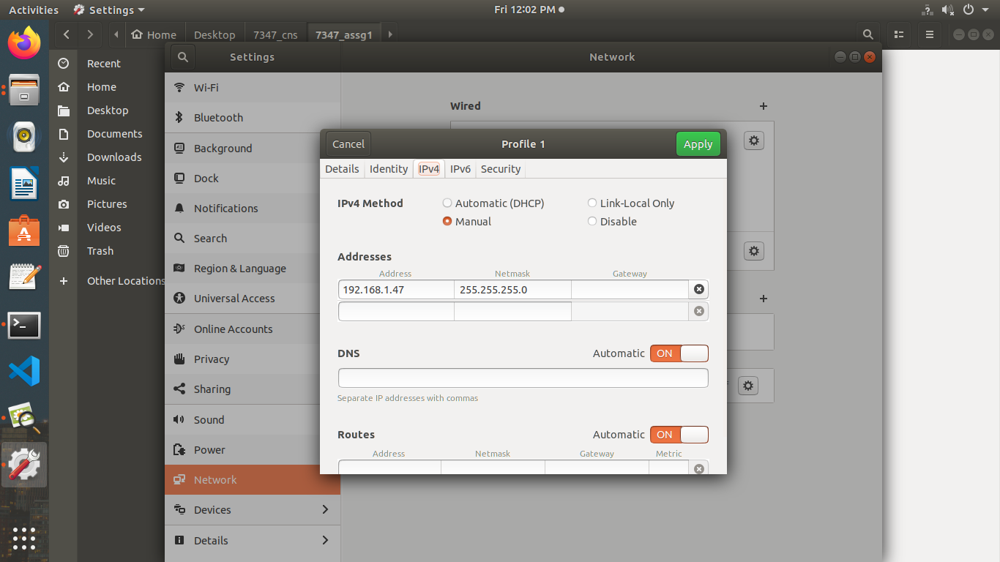 Activities Settings Fri 12:02 PM
Home Desktop 7347_cns 7347_assg1
Settings Network
Recent
Home
Desktop
Documents
Downloads
Music
Pictures
Videos
Trash
Other Locations
Wi-Fi
Bluetooth
Background
Dock
Notifications
Search
Region & Language
Universal Access
Online Accounts
Privacy
Sharing
Sound
Power
Network
Devices
Details
Wired
Cancel Profile 1 Apply
Details Identity IPv4 IPv6 Security
IPv4 Method Automatic (DHCP) Link-Local Only
Manual Disable
Addresses
Address Netmask Gateway
192.168.1.47 255.255.255.0
DNS Automatic ON
Separate IP addresses with commas
Routes Automatic ON
Address Netmask Gateway Metric